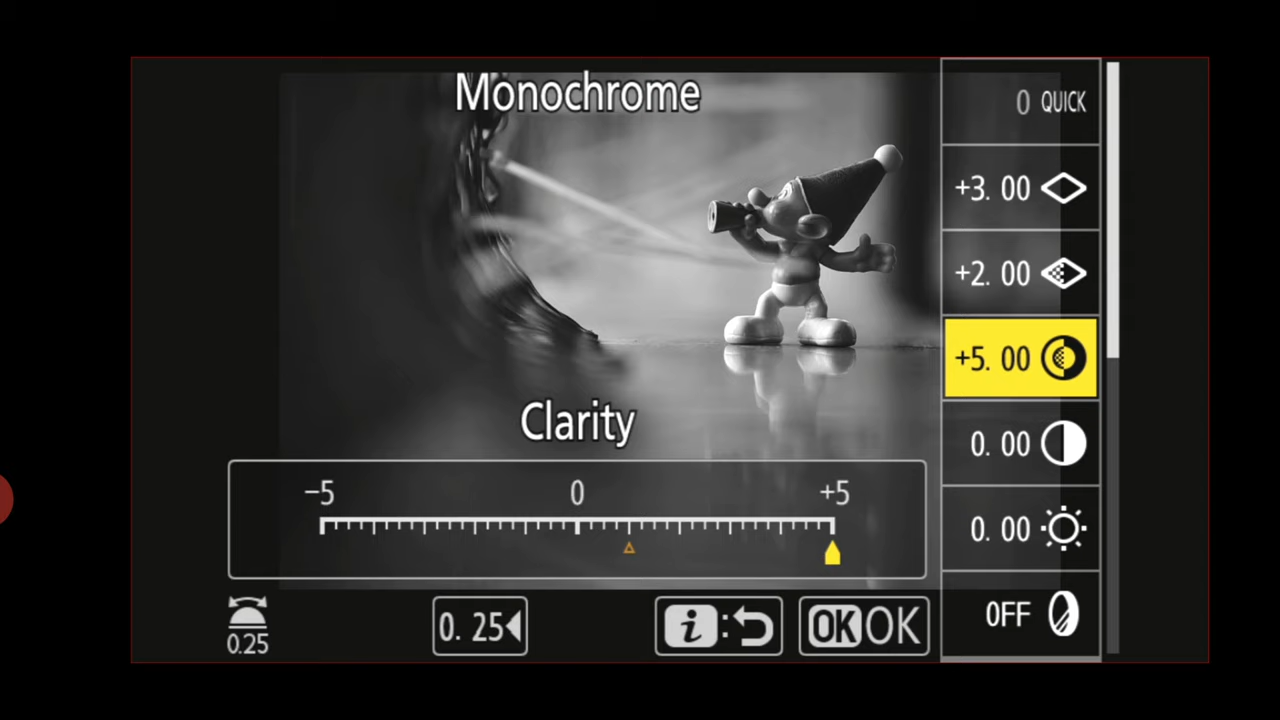 Monochrome
0 QUICK
+3. 00
+2. 00
+5. 00
0. 00
0. 00
OFF
Clarity
−5 0 +5
0.25
0. 25
i :
OK OK